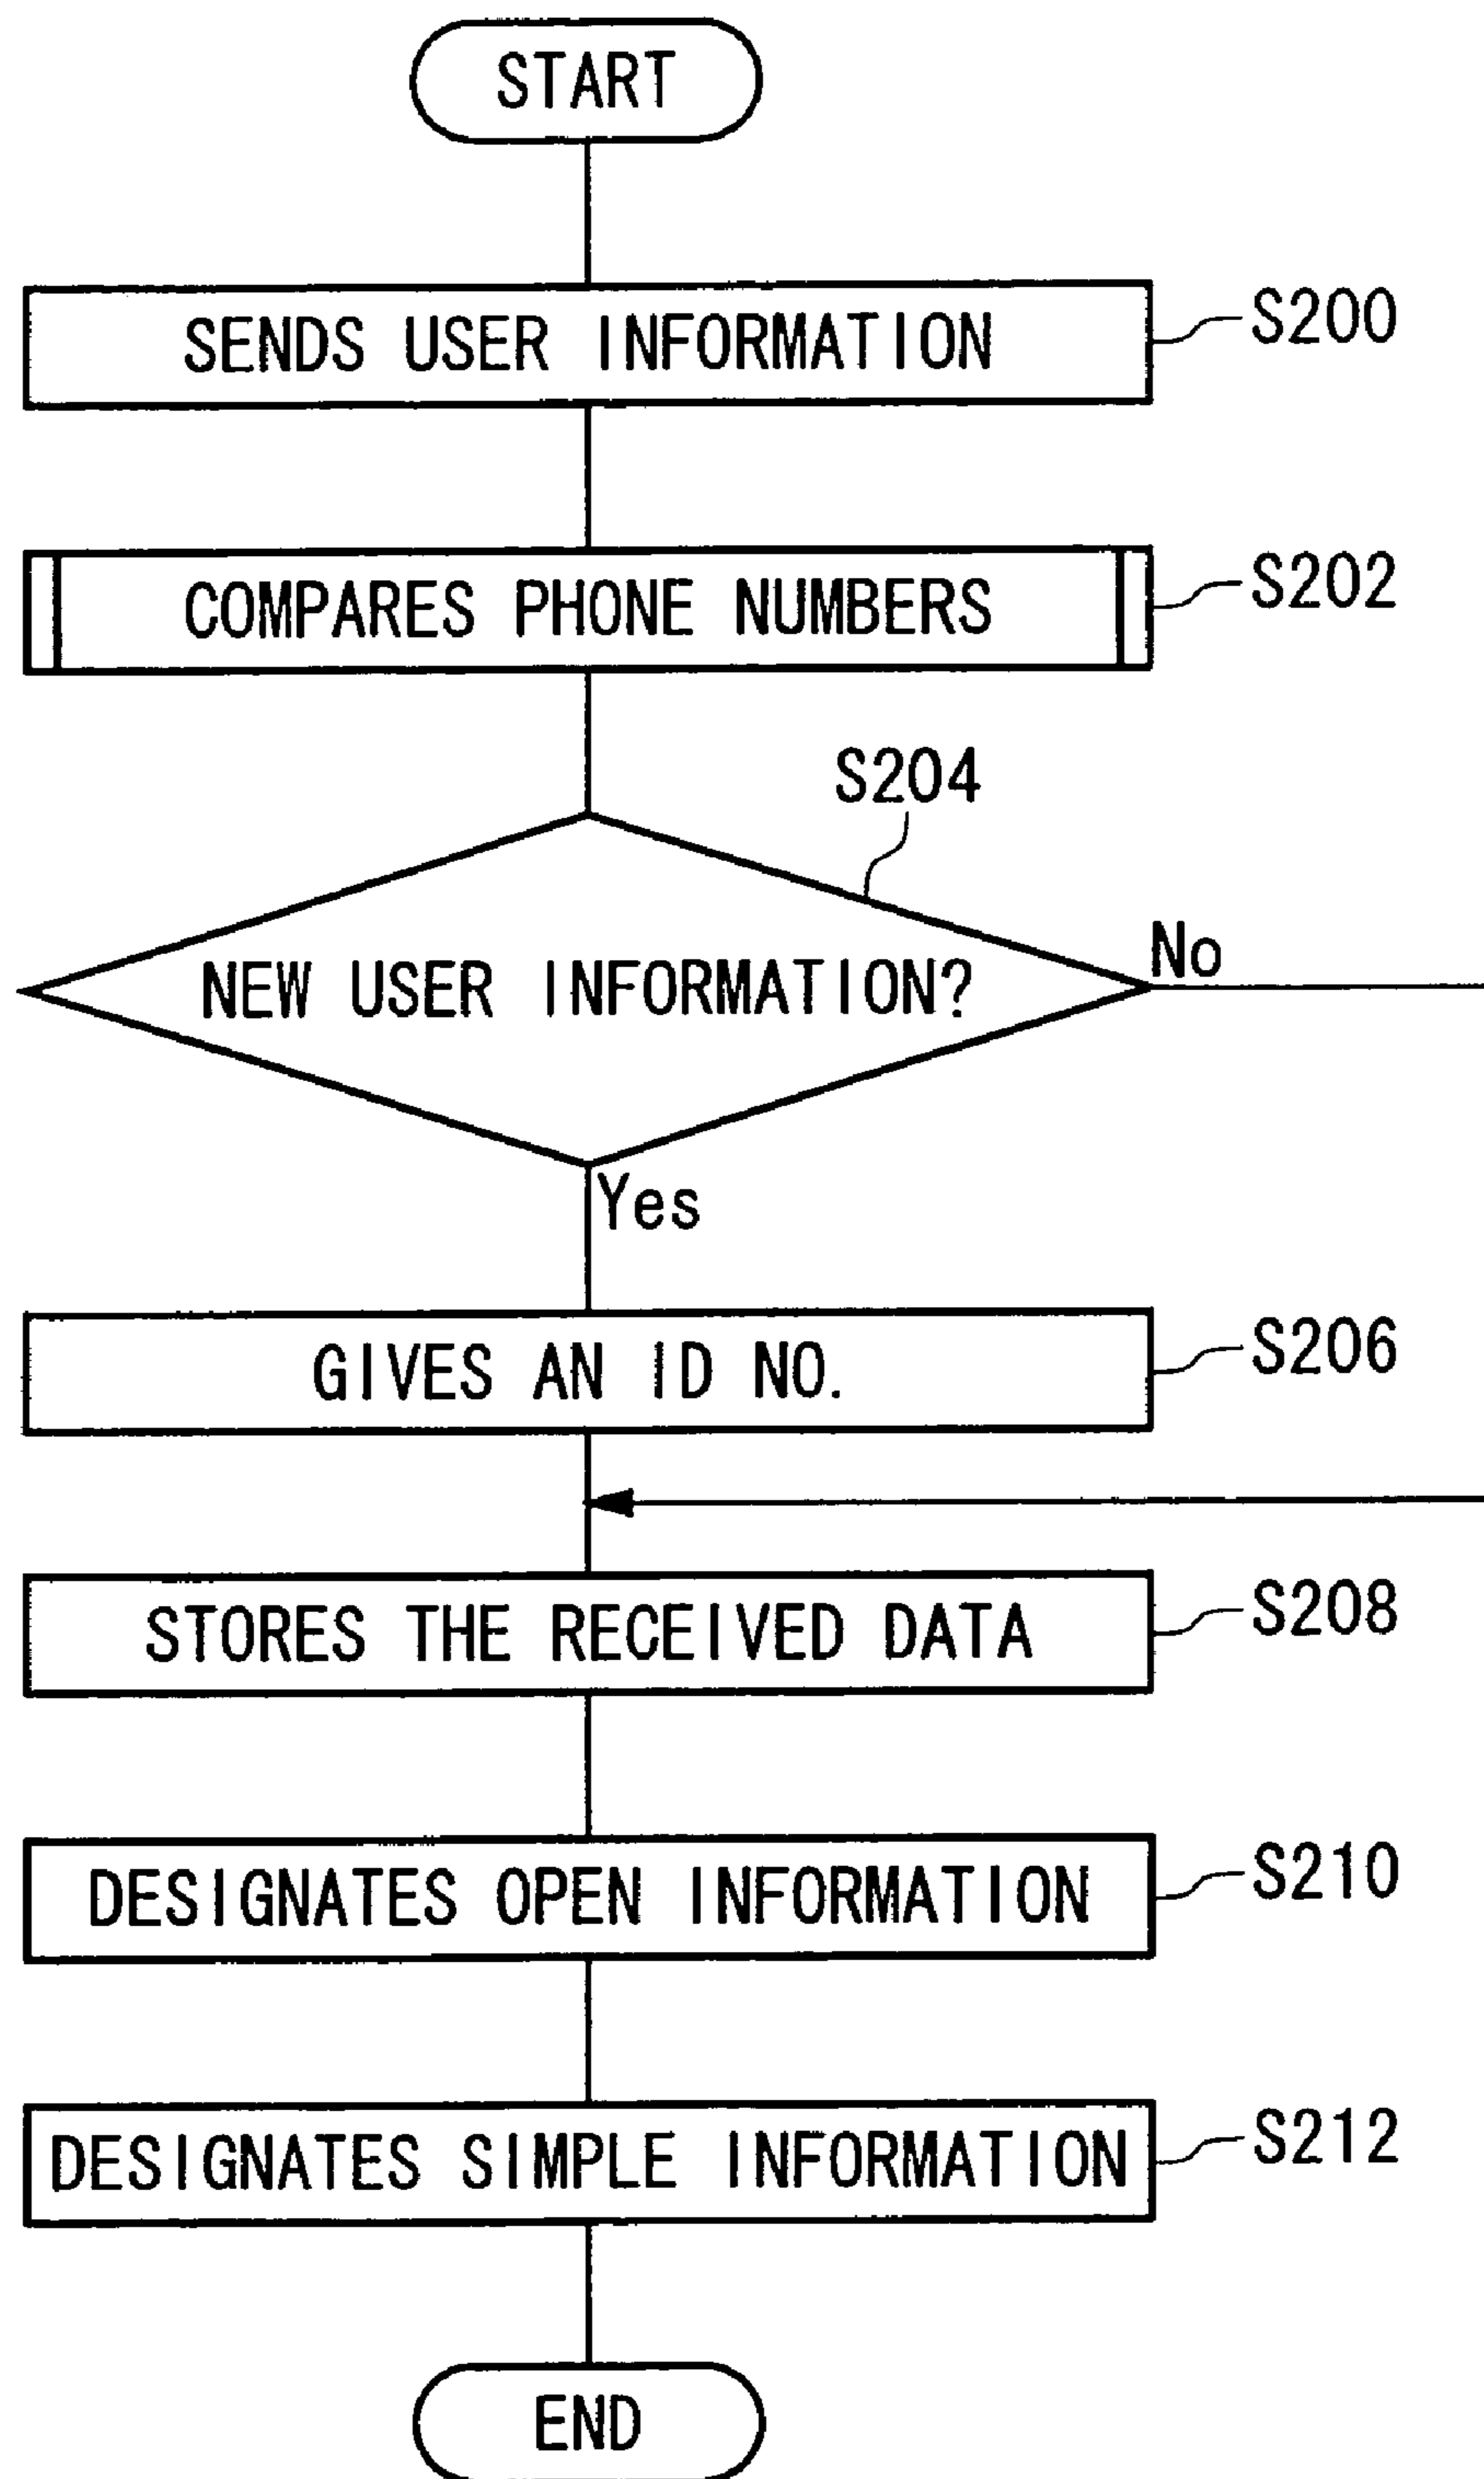 START
SENDS USER INFORMATION
S200
COMPARES PHONE NUMBERS
S202
S204
NEW USER INFORMATION?
No
Yes
GIVES AN ID NO.
S206
STORES THE RECEIVED DATA
S208
DESIGNATES OPEN INFORMATION
S210
DESIGNATES SIMPLE INFORMATION
S212
END